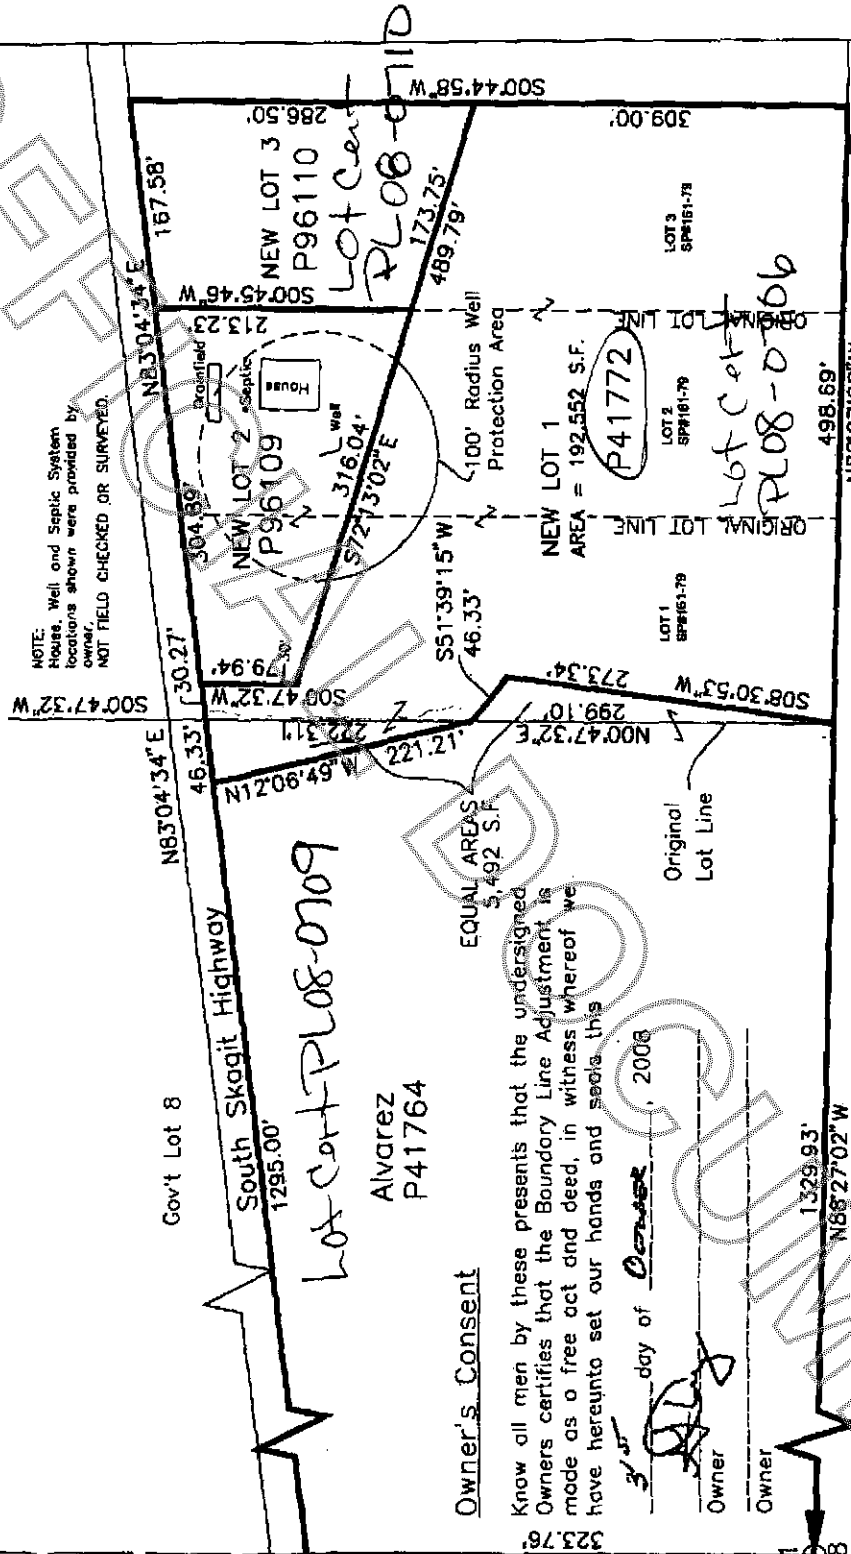 NOTE:
House, Well and Septic System
locations shown were provided by
owner.
NOT FIELD CHECKED OR SURVEYED.
Gov't Lot 8
South Skagit Highway
1295.00'
N83°04'34"E
46.33'
30.27'
S00°47'32"W
304.89'
N83°04'34"E
167.58'
Lot Cert PL08-0709
Alvarez
P41764
N12°06'49"W
221.21'
222.31'
S00°47'32"W
79.94'
30'
NEW LOT 2
P96109
Drainfield
Septic
House
Well
213.23'
S00°45'46"W
NEW LOT 3
P96110
Lot Cert
PL08-0710
286.50'
S00°44'58"W
309.00'
316.04'
S72°13'02"E
173.75'
489.79'
100' Radius Well
Protection Area
EQUAL AREAS
5,492 S.F.
S51°39'15"W
46.33'
273.34'
S08°30'53"W
299.10'
N00°47'32"E
Original
Lot Line
NEW LOT 1
AREA = 192,552 S.F.
P41772
ORIGINAL LOT LINE
ORIGINAL LOT LINE
LOT 1
SP#161-79
LOT 2
SP#161-79
LOT 3
SP#161-79
Lot Cert
PL08-0706
498.69'
1329.93'
N88°27'02"W
323.76'
Owner's Consent
Know all men by these presents that the undersigned
Owners certifies that the Boundary Line Adjustment is
made as a free act and deed, in witness whereof we
have hereunto set our hands and seals this
day of October, 2008
Owner
Owner
UNOFFICIAL DOCUMENT